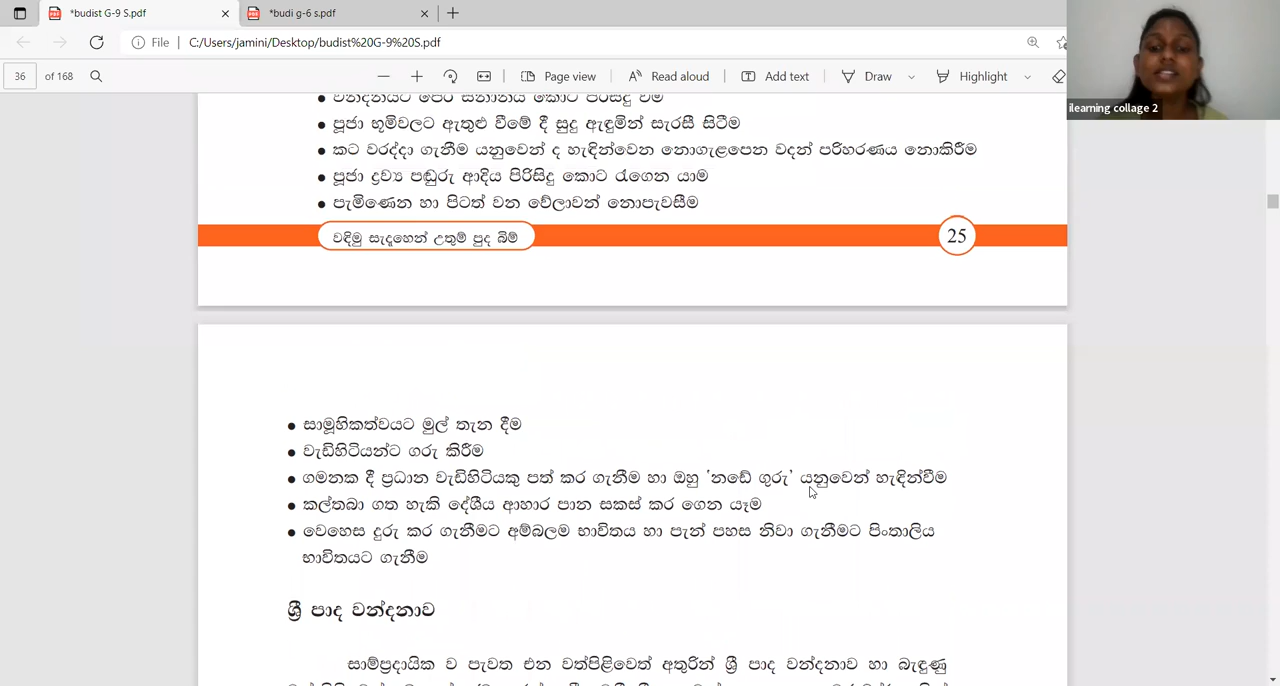 *budist G-9 S.pdf
*budi g-6 s.pdf
File C:/Users/jamini/Desktop/budist%20G-9%20S.pdf
36 of 168 Page view Read aloud Add text Draw Highlight
ilearning collage 2
වන්දනයට පෙර ස්නානය කොට පිරිසිදු වීම
• පූජා භූමිවලට ඇතුළු වීමේ දී සුදු ඇඳුමින් සැරසී සිටීම
• කට වරද්දා ගැනීම යනුවෙන් ද හැඳින්වෙන නොගැළපෙන වදන් පරිහරණය නොකිරීම
• පූජා ද්‍රව්‍ය පඬුරු ආදිය පිරිසිදු කොට රැගෙන යාම
• පැමිණෙන හා පිටත් වන වේලාවන් නොපැවසීම
වඳිමු සැදැහෙන් උතුම් පුද බිම් 25
• සාමූහිකත්වයට මුල් තැන දීම
• වැඩිහිටියන්ට ගරු කිරීම
• ගමනක දී ප්‍රධාන වැඩිහිටියකු පත් කර ගැනීම හා ඔහු 'නඩේ ගුරු' යනුවෙන් හැඳින්වීම
• කල්තබා ගත හැකි දේශීය ආහාර පාන සකස් කර ගෙන යෑම
• වෙහෙස දුරු කර ගැනීමට අම්බලම භාවිතය හා පැන් පහස නිවා ගැනීමට පිංතාලිය
භාවිතයට ගැනීම
ශ්‍රී පාද වන්දනාව
සාම්ප්‍රදායික ව පැවත එන වත්පිළිවෙත් අතුරින් ශ්‍රී පාද වන්දනාව හා බැඳුණු